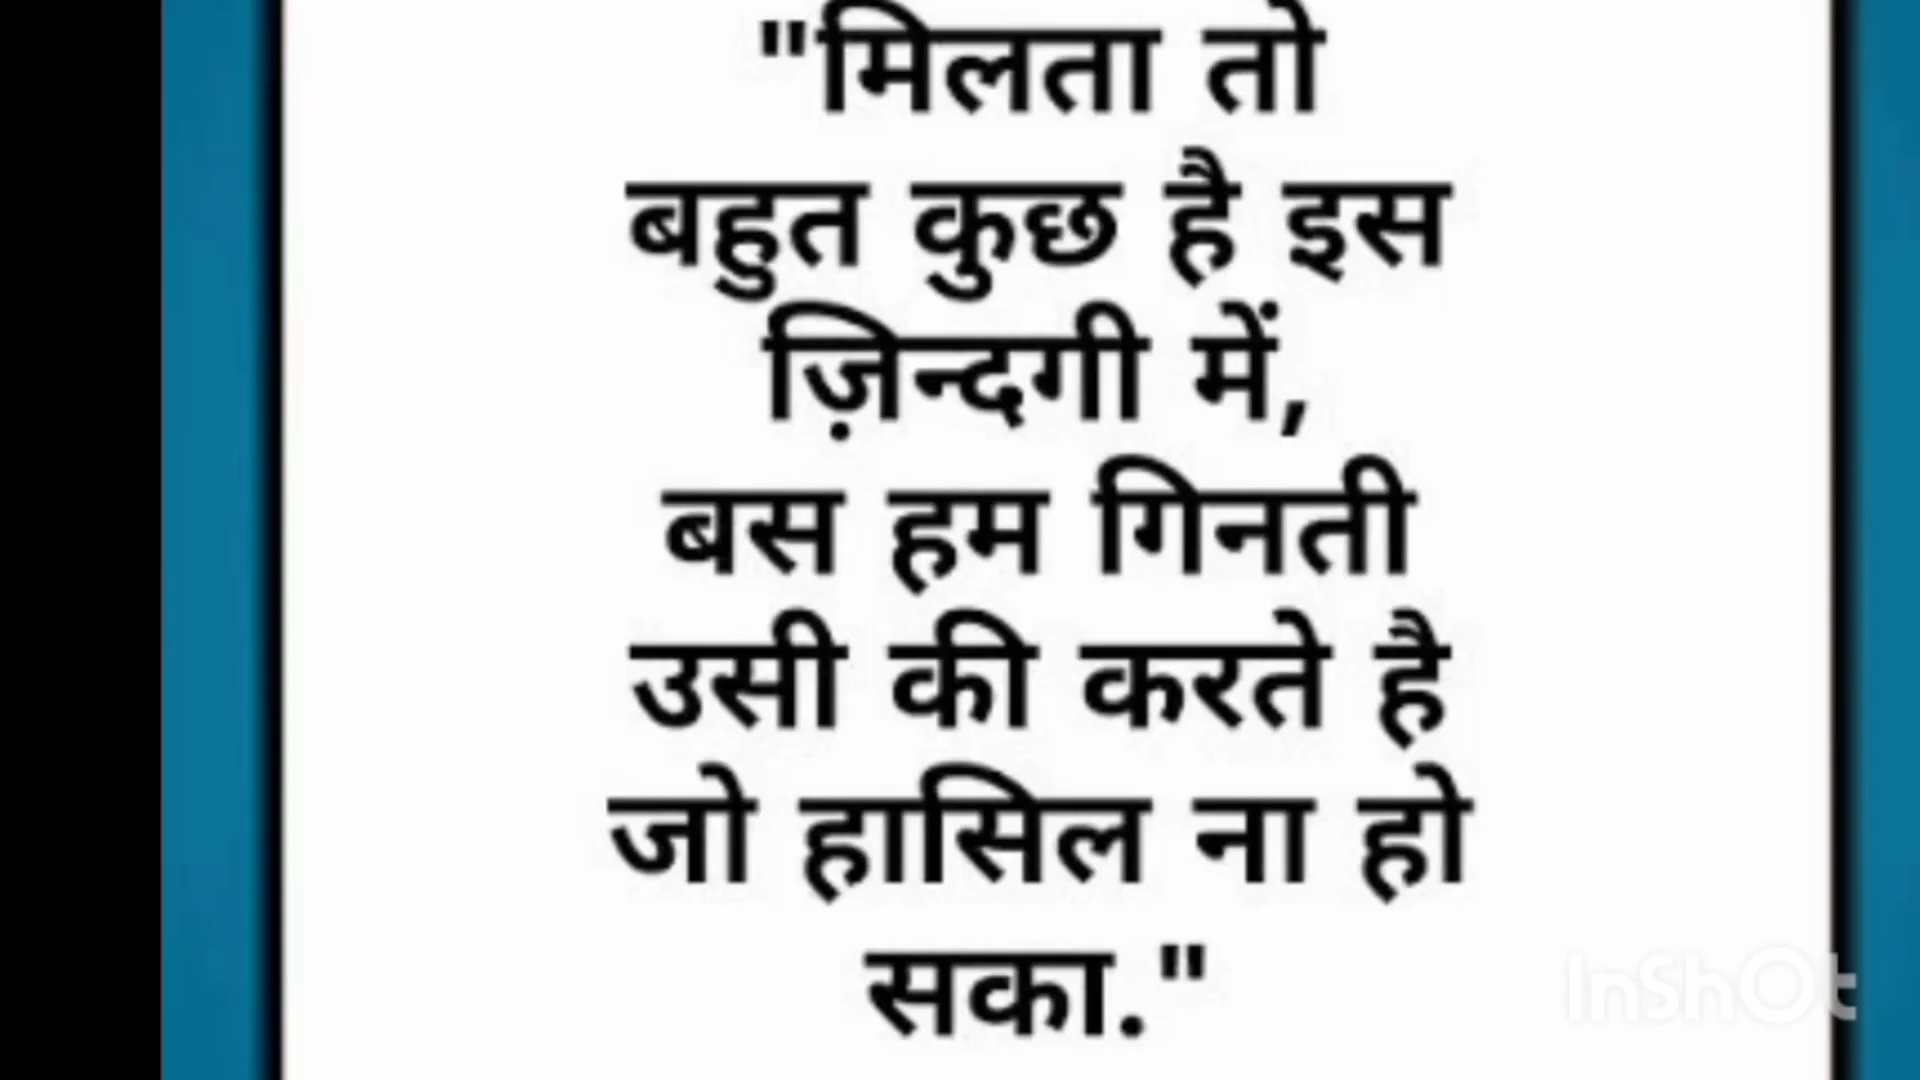 "मिलता तो
बहुत कुछ है इस
ज़िन्दगी में,
बस हम गिनती
उसी की करते है
जो हासिल ना हो
सका."
InShOt